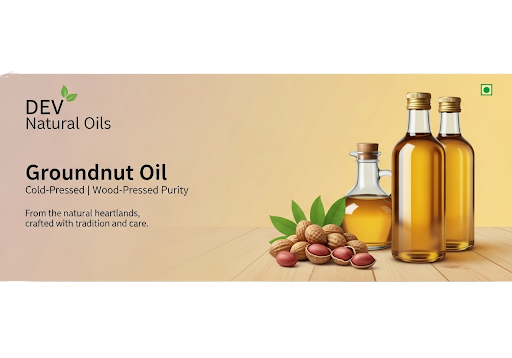 DEV
Natural Oils
Groundnut Oil
Cold-Pressed | Wood-Pressed Purity
From the natural heartlands,
crafted with tradition and care.